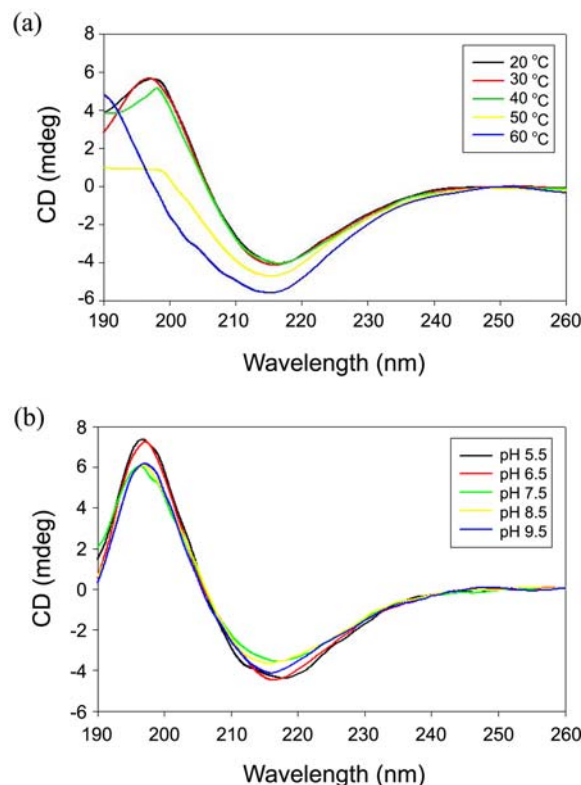 (a)
8
6
4
2
0
-2
-4
-6
CD (mdeg)
20 °C
30 °C
40 °C
50 °C
60 °C
190 200 210 220 230 240 250 260
Wavelength (nm)
(b)
8
6
4
2
0
-2
-4
-6
CD (mdeg)
pH 5.5
pH 6.5
pH 7.5
pH 8.5
pH 9.5
190 200 210 220 230 240 250 260
Wavelength (nm)